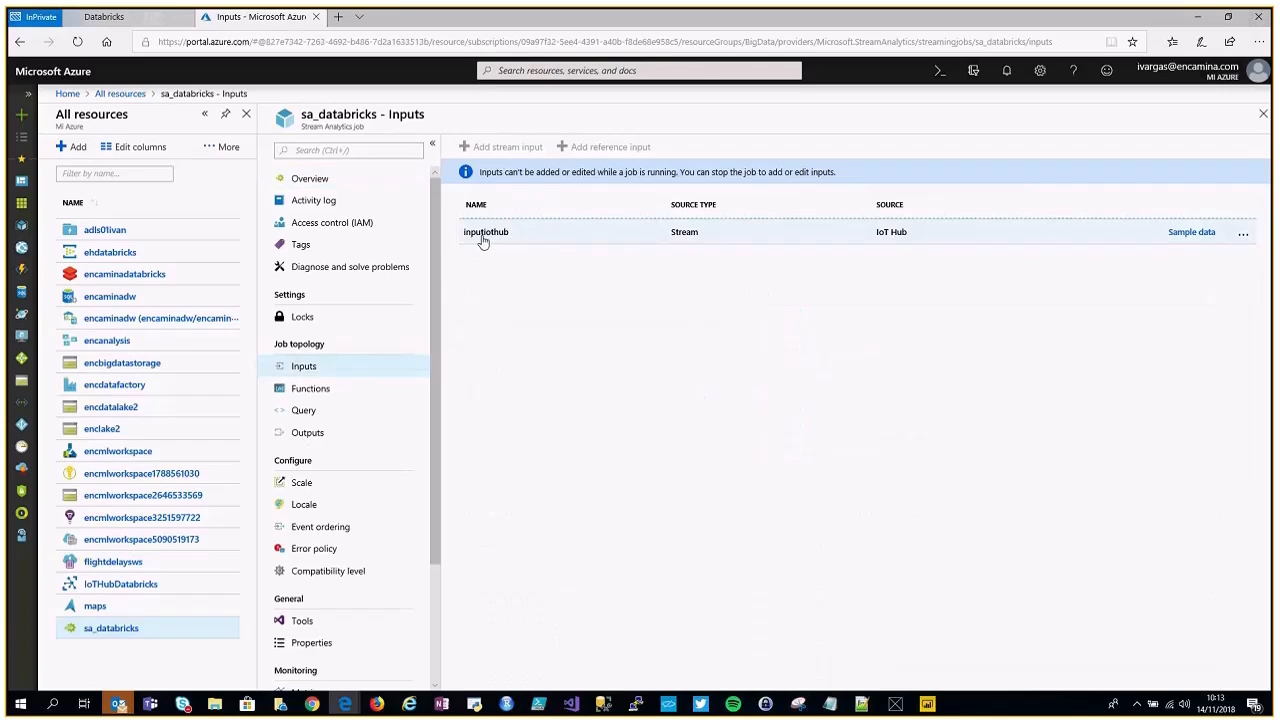 InPrivate
Databricks
Inputs - Microsoft Azure
https://portal.azure.com/#@827e7342-7263-4692-b486-7d2a1633513b/resource/subscriptions/09a97f32-5ee4-4391-a40b-f8de68e958c5/resourceGroups/BigData/providers/Microsoft.StreamAnalytics/streamingjobs/sa_databricks/inputs
Microsoft Azure
Search resources, services, and docs
ivargas@encamina.com
MI AZURE
Home > All resources > sa_databricks - Inputs
All resources
MI Azure
Add
Edit columns
More
Filter by name...
NAME
adls01ivan
ehdatabricks
encaminadatabricks
encaminadw
encaminadw (encaminadw/encamin...
encanalysis
encbigdatastorage
encdatafactory
encdatalake2
enclake2
encmlworkspace
encmlworkspace1788561030
encmlworkspace2646533569
encmlworkspace3251597722
encmlworkspace5090519173
flightdelaysws
IoTHubDatabricks
maps
sa_databricks
sa_databricks - Inputs
Stream Analytics job
Search (Ctrl+/)
Overview
Activity log
Access control (IAM)
Tags
Diagnose and solve problems
Settings
Locks
Job topology
Inputs
Functions
Query
Outputs
Configure
Scale
Locale
Event ordering
Error policy
Compatibility level
General
Tools
Properties
Monitoring
Add stream input
Add reference input
Inputs can't be added or edited while a job is running. You can stop the job to add or edit inputs.
NAME SOURCE TYPE SOURCE
inputiothub Stream IoT Hub Sample data ...
10:13
14/11/2018